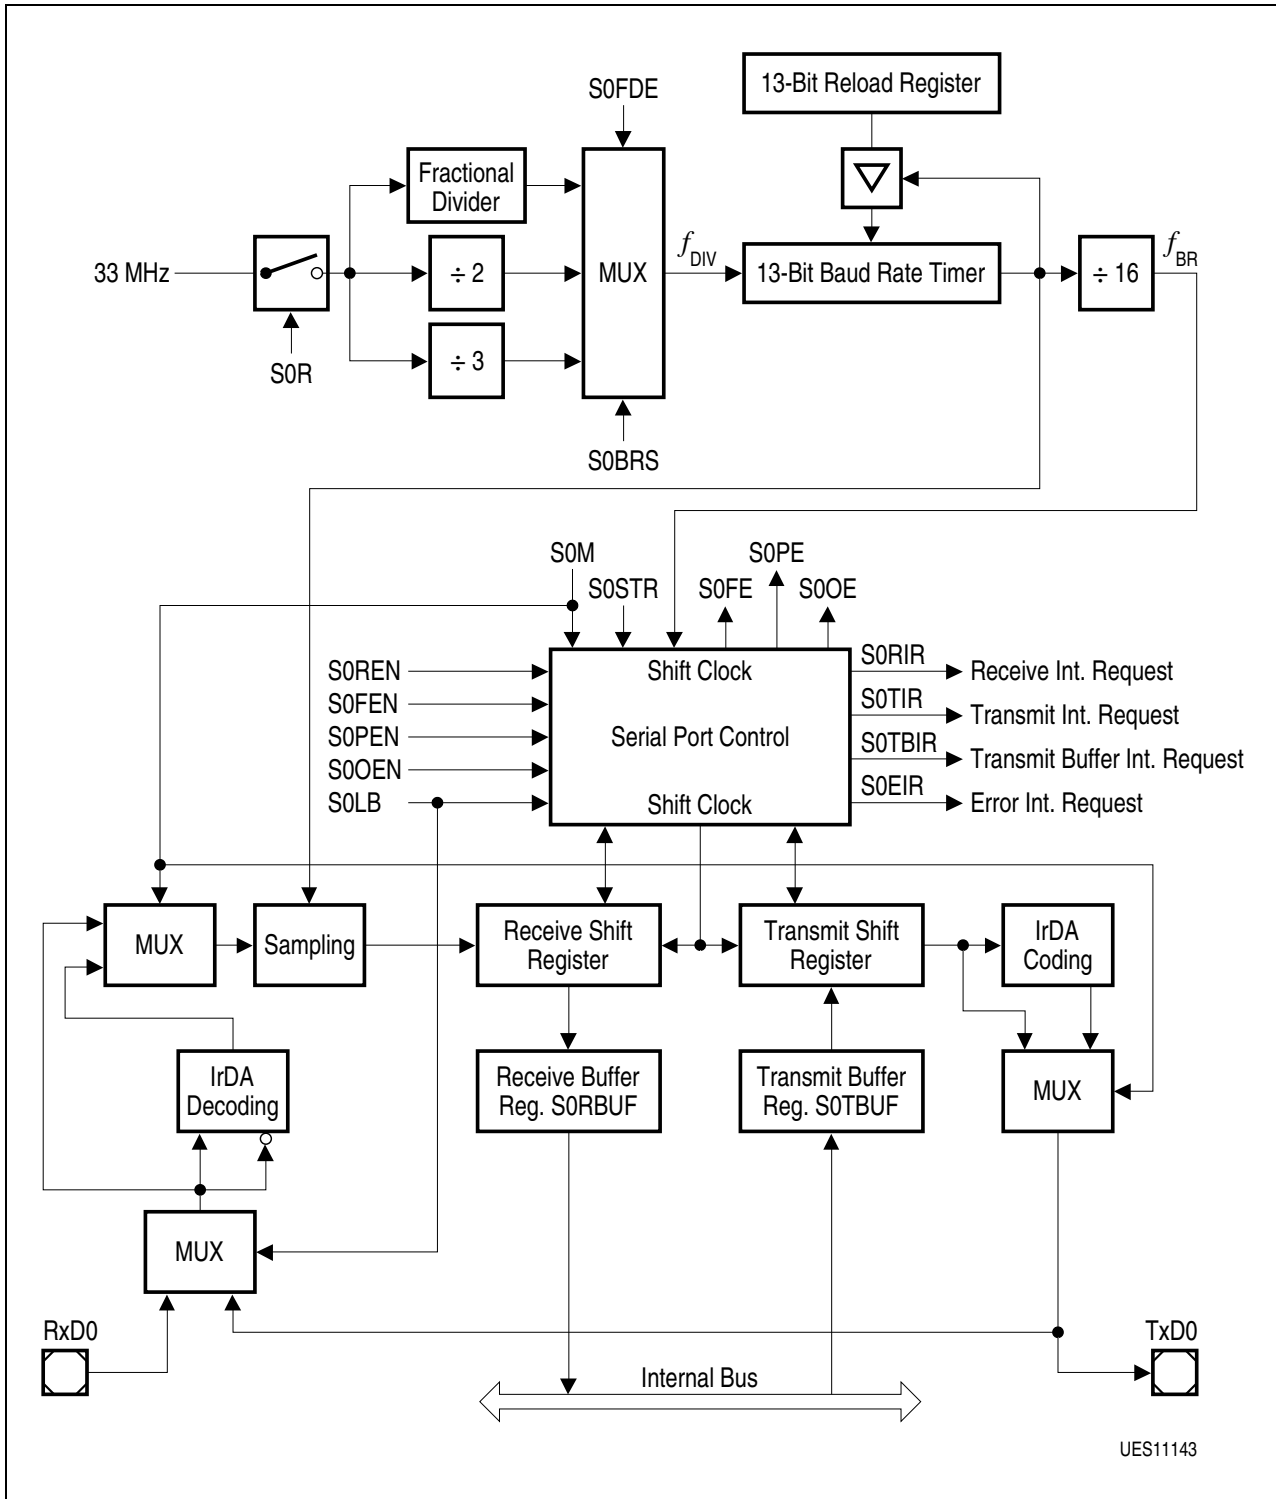 13-Bit Reload Register
S0FDE
Fractional
Divider
33 MHz
÷ 2
MUX
fDIV
13-Bit Baud Rate Timer
÷ 16
fBR
÷ 3
S0R
S0BRS
S0M
S0PE
S0STR
S0FE
S0OE
S0REN
Shift Clock
S0RIR
Receive Int. Request
S0FEN
S0TIR
Transmit Int. Request
S0PEN
Serial Port Control
S0TBIR
Transmit Buffer Int. Request
S0OEN
S0LB
Shift Clock
S0EIR
Error Int. Request
MUX
Sampling
Receive Shift
Register
Transmit Shift
Register
IrDA
Coding
IrDA
Decoding
Receive Buffer
Reg. S0RBUF
Transmit Buffer
Reg. S0TBUF
MUX
MUX
RxD0
TxD0
Internal Bus
UES11143